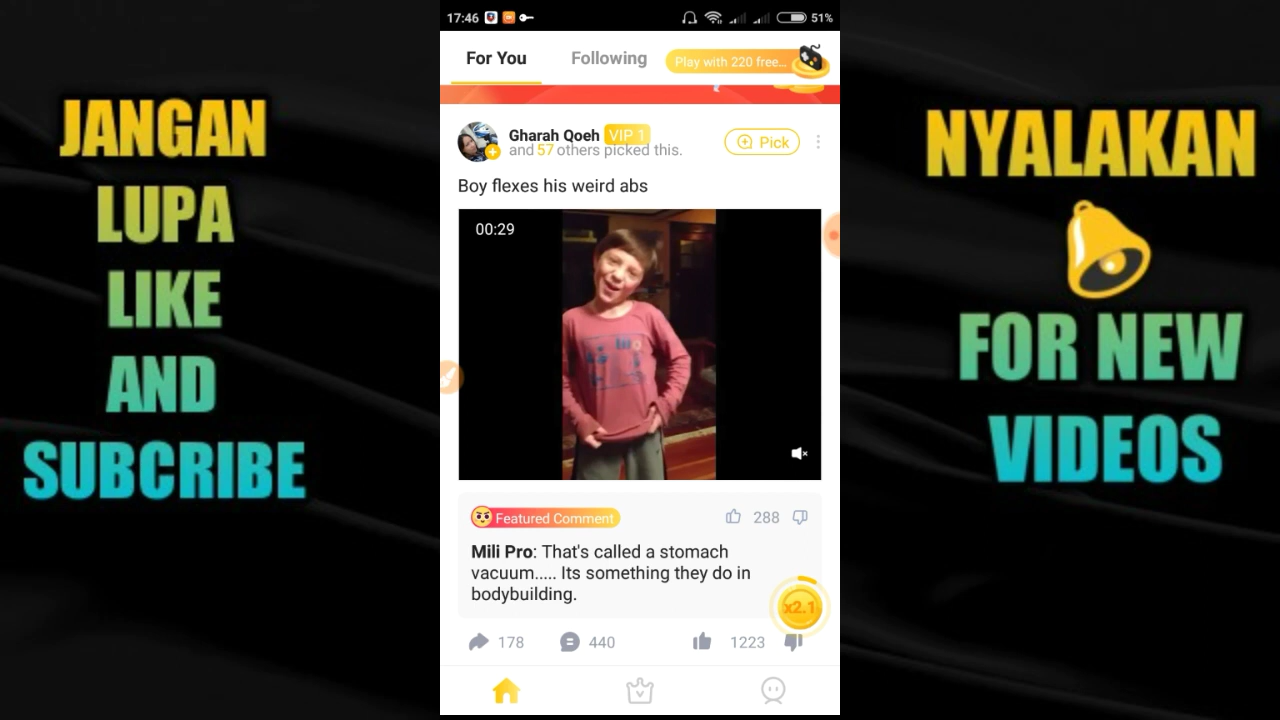 JANGAN
LUPA
LIKE
AND
SUBCRIBE
17:46
51%
For You
Following
Play with 220 free...
Gharah Qoeh VIP 1
and 57 others picked this.
Pick
Boy flexes his weird abs
00:29
Featured Comment
288
Mili Pro: That's called a stomach
vacuum..... Its something they do in
bodybuilding.
x2.1
178
440
1223
NYALAKAN
FOR NEW
VIDEOS